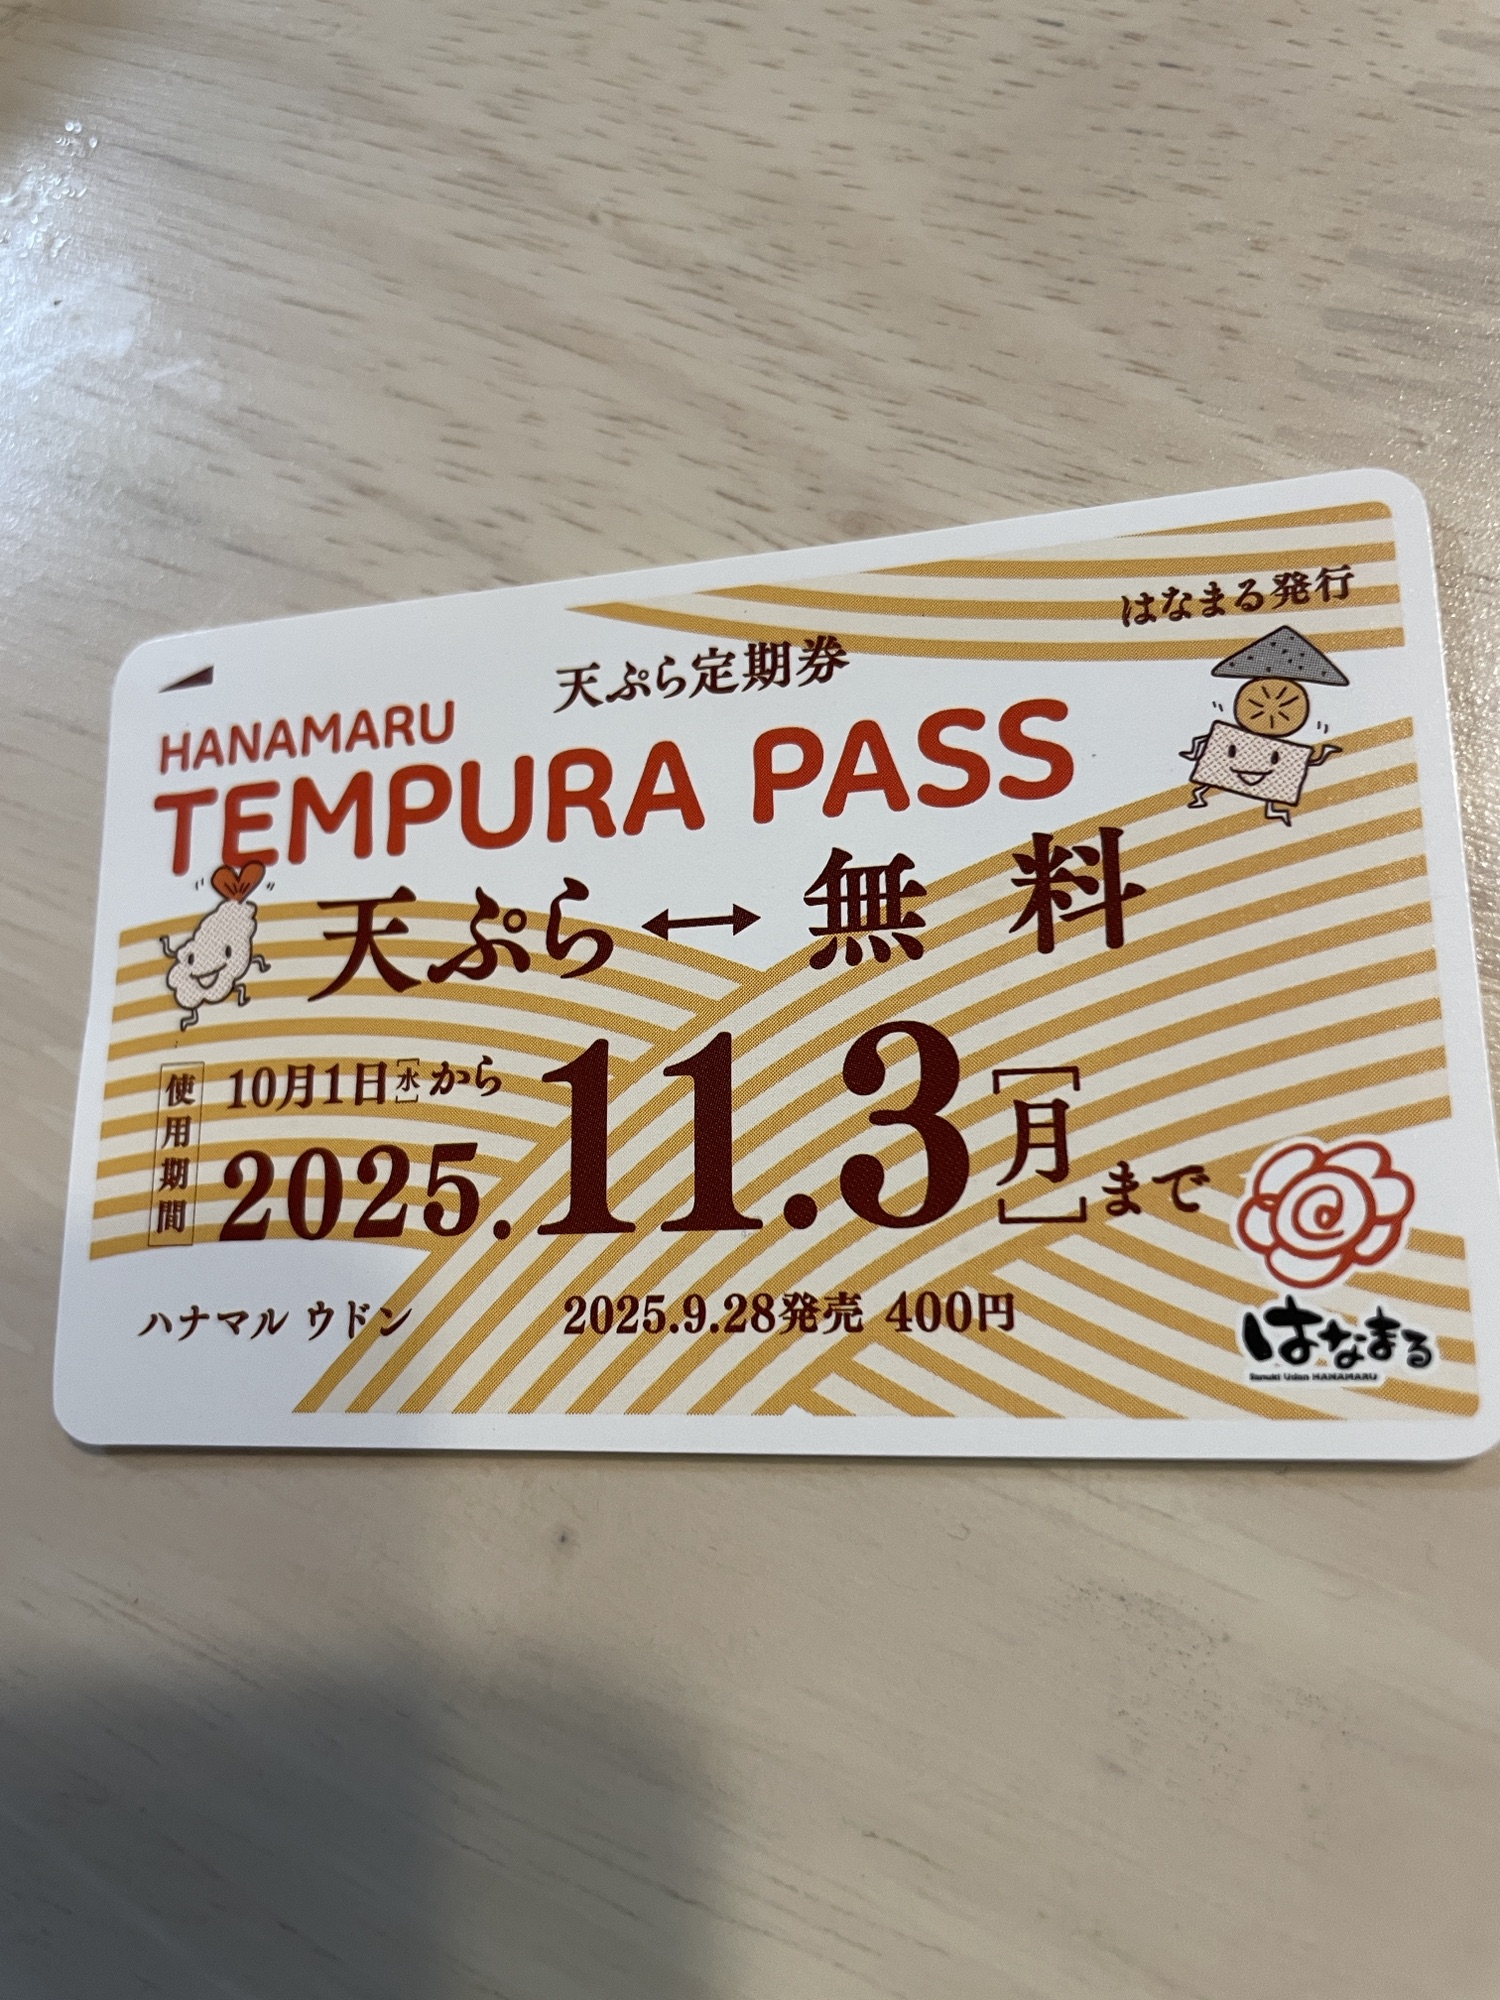 はなまる発行
天ぷら定期券
HANAMARU
TEMPURA PASS
天ぷら↔無料
使用期間
10月1日[水]から
2025.11.3[月]まで
ハナマル ウドン
2025.9.28発売 400円
はなまる
Sanuki Udon HANAMARU